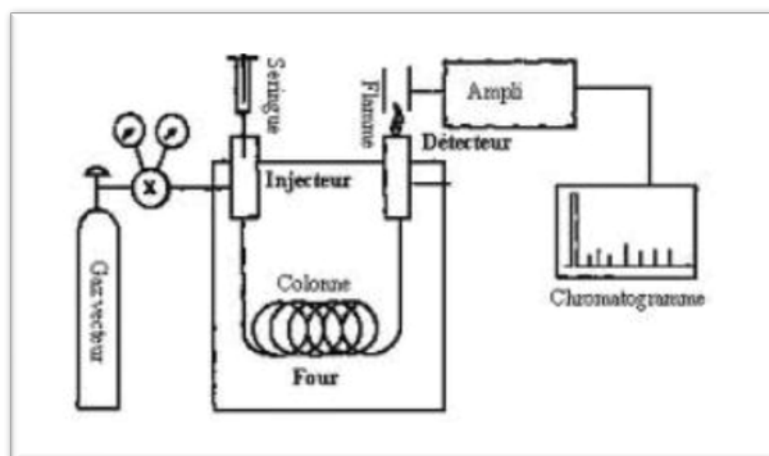 Seringue
Flamme
Ampli
Détecteur
Injecteur
X
Gaz vecteur
Colonne
Four
Chromatogramme